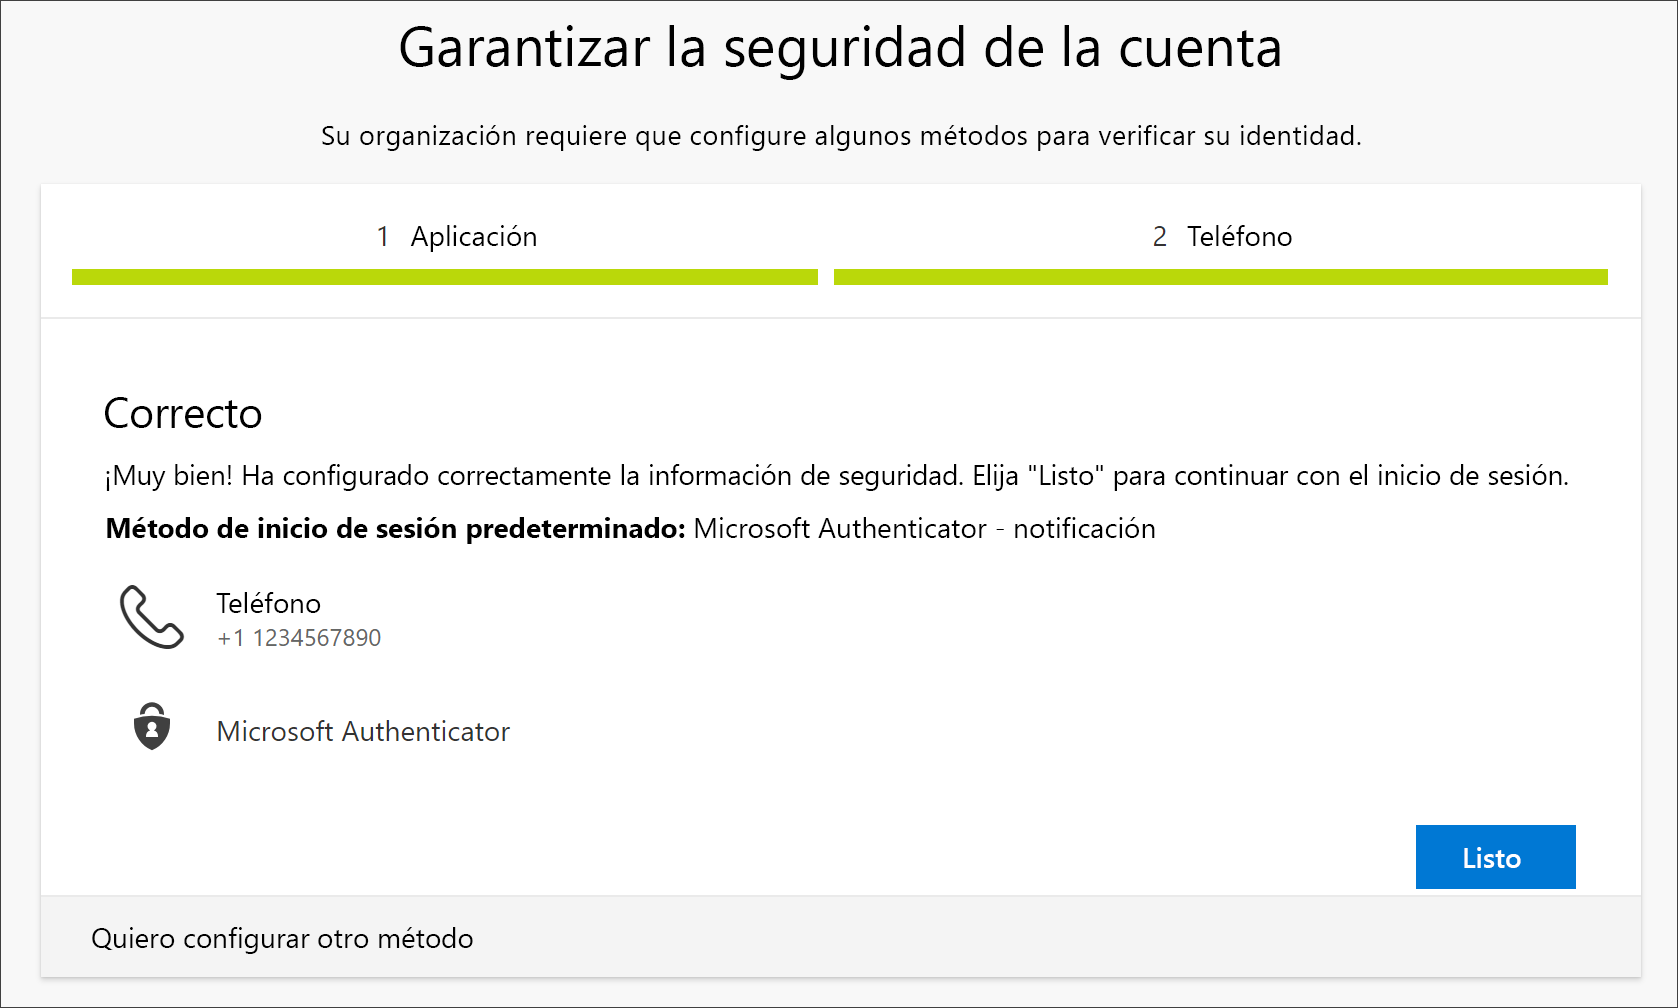 Garantizar la seguridad de la cuenta
Su organización requiere que configure algunos métodos para verificar su identidad.
1 Aplicación
2 Teléfono
Correcto
¡Muy bien! Ha configurado correctamente la información de seguridad. Elija "Listo" para continuar con el inicio de sesión.
Método de inicio de sesión predeterminado: Microsoft Authenticator - notificación
Teléfono
+1 1234567890
Microsoft Authenticator
Listo
Quiero configurar otro método